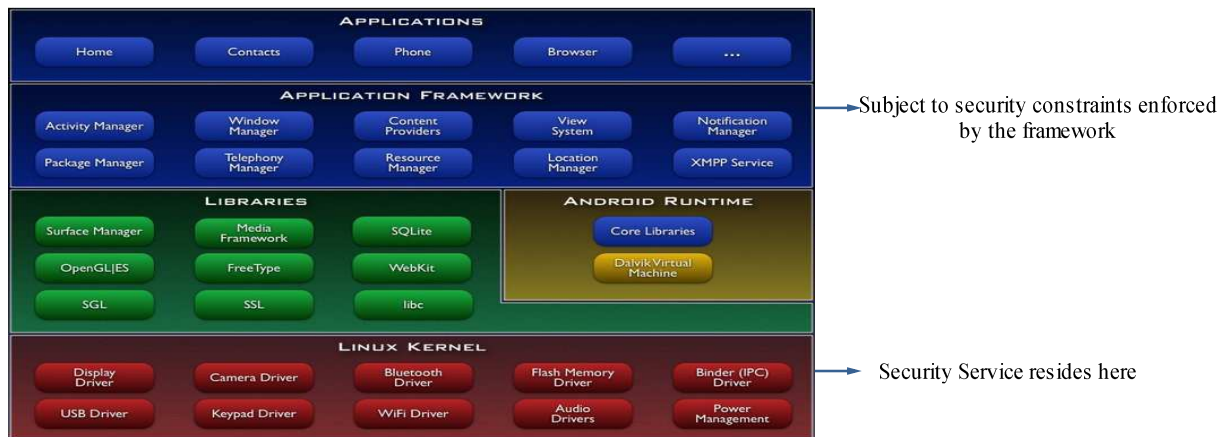 APPLICATIONS
Home
Contacts
Phone
Browser
...
APPLICATION FRAMEWORK
Activity Manager
Window
Manager
Content
Providers
View
System
Notification
Manager
Package Manager
Telephony
Manager
Resource
Manager
Location
Manager
XMPP Service
Subject to security constraints enforced
by the framework
LIBRARIES
Surface Manager
Media
Framework
SQLite
OpenGL|ES
FreeType
WebKit
SGL
SSL
libc
ANDROID RUNTIME
Core Libraries
Dalvik Virtual
Machine
LINUX KERNEL
Display
Driver
Camera Driver
Bluetooth
Driver
Flash Memory
Driver
Binder (IPC)
Driver
USB Driver
Keypad Driver
WiFi Driver
Audio
Drivers
Power
Management
Security Service resides here